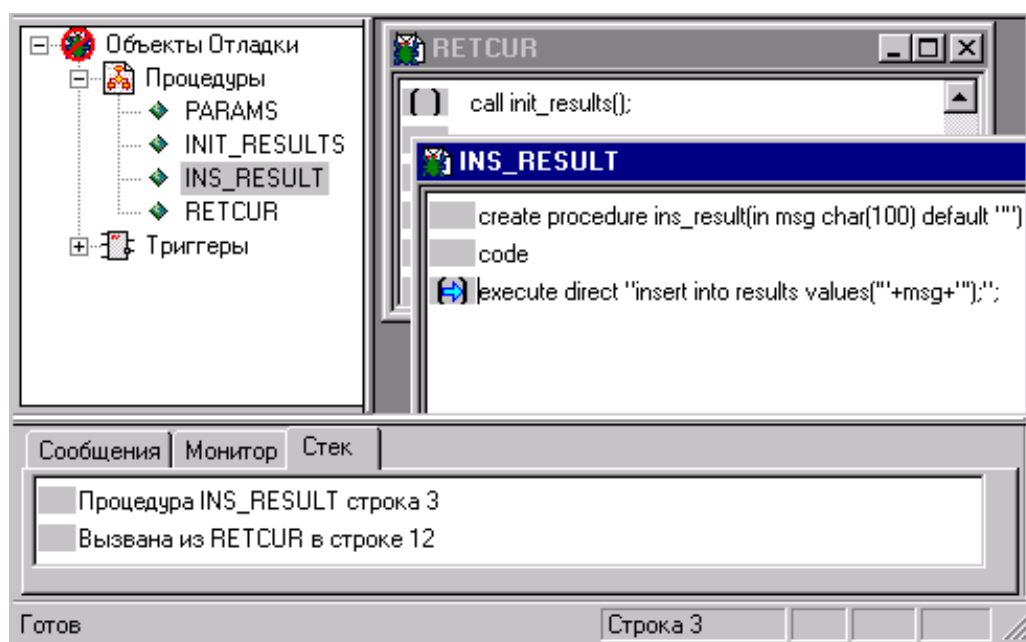 Объекты Отладки
Процедуры
PARAMS
INIT_RESULTS
INS_RESULT
RETCUR
Триггеры
RETCUR
call init_results();
INS_RESULT
create procedure ins_result(in msg char(100) default "")
code
execute direct "insert into results values('"+msg+"');";
Сообщения
Монитор
Стек
Процедура INS_RESULT строка 3
Вызвана из RETCUR в строке 12
Готов
Строка 3